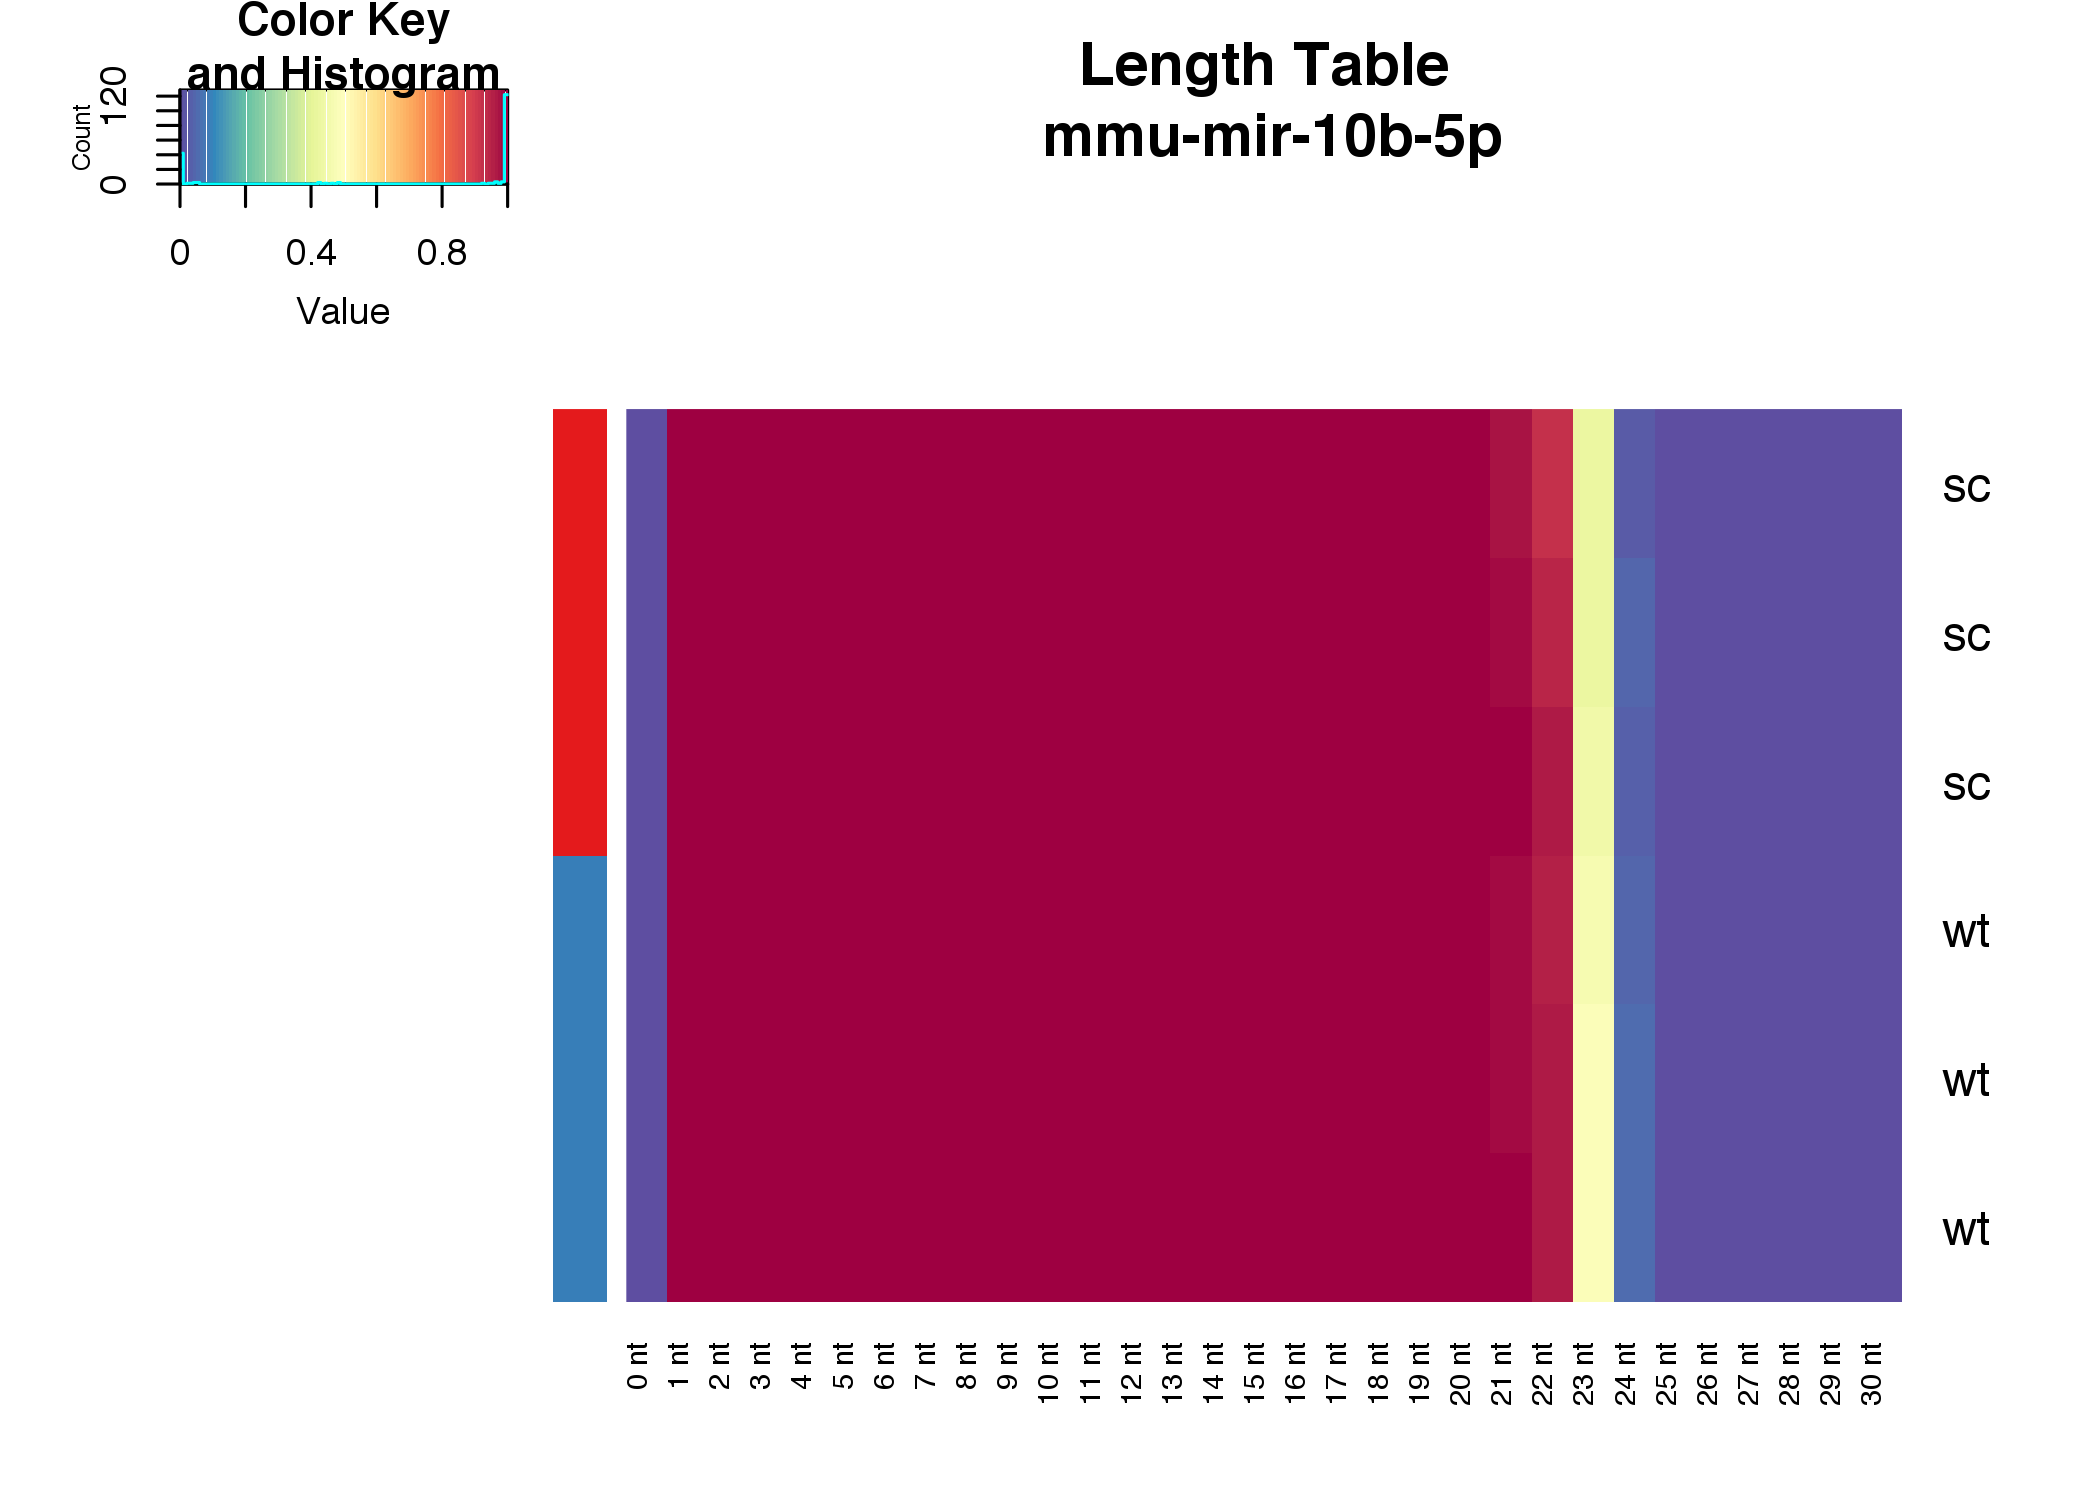 Color Key
and Histogram
Count
0
120
0
0.4
0.8
Value
Length Table
mmu-mir-10b-5p
sc
sc
sc
wt
wt
wt
0 nt
1 nt
2 nt
3 nt
4 nt
5 nt
6 nt
7 nt
8 nt
9 nt
10 nt
11 nt
12 nt
13 nt
14 nt
15 nt
16 nt
17 nt
18 nt
19 nt
20 nt
21 nt
22 nt
23 nt
24 nt
25 nt
26 nt
27 nt
28 nt
29 nt
30 nt